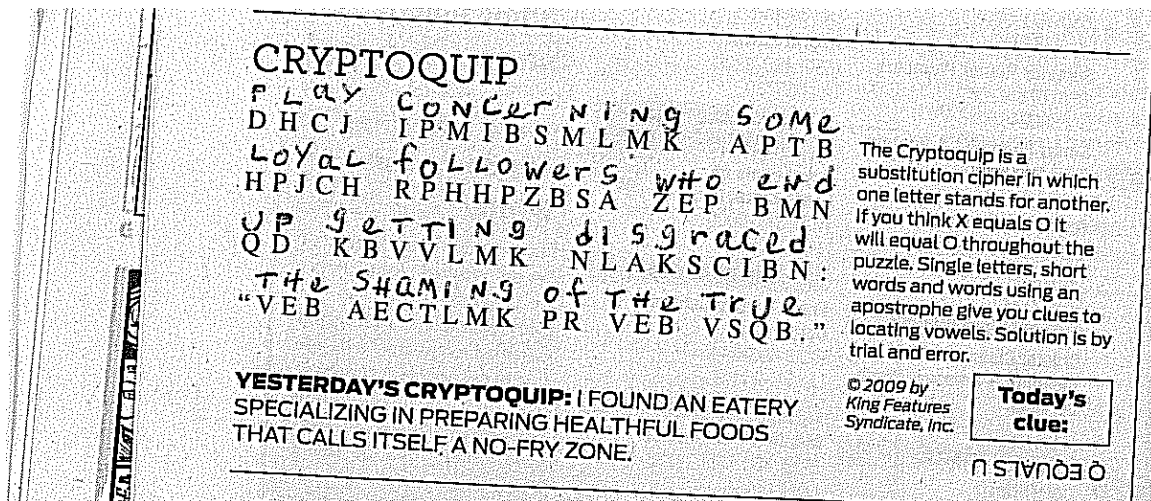 CRYPTOQUIP
PLAY CONCERNING SOME
DHCJ IPMIBSMLMK APTB
LOYAL FOLLOWERS WHO END
HPJCH RPHHPZBSA ZEP BMN
UP GETTING DISGRACED
QD KBVVLMK NLAKSCIBN:
THE SHAMING OF THE TRUE
"VEB AECTLMK PR VEB VSQB."
YESTERDAY'S CRYPTOQUIP: I FOUND AN EATERY
SPECIALIZING IN PREPARING HEALTHFUL FOODS
THAT CALLS ITSELF A NO-FRY ZONE.
The Cryptoquip is a
substitution cipher in which
one letter stands for another.
If you think X equals O it
will equal O throughout the
puzzle. Single letters, short
words and words using an
apostrophe give you clues to
locating vowels. Solution is by
trial and error.
© 2009 by
King Features
Syndicate, Inc.
Today's
clue:
Q EQUALS U